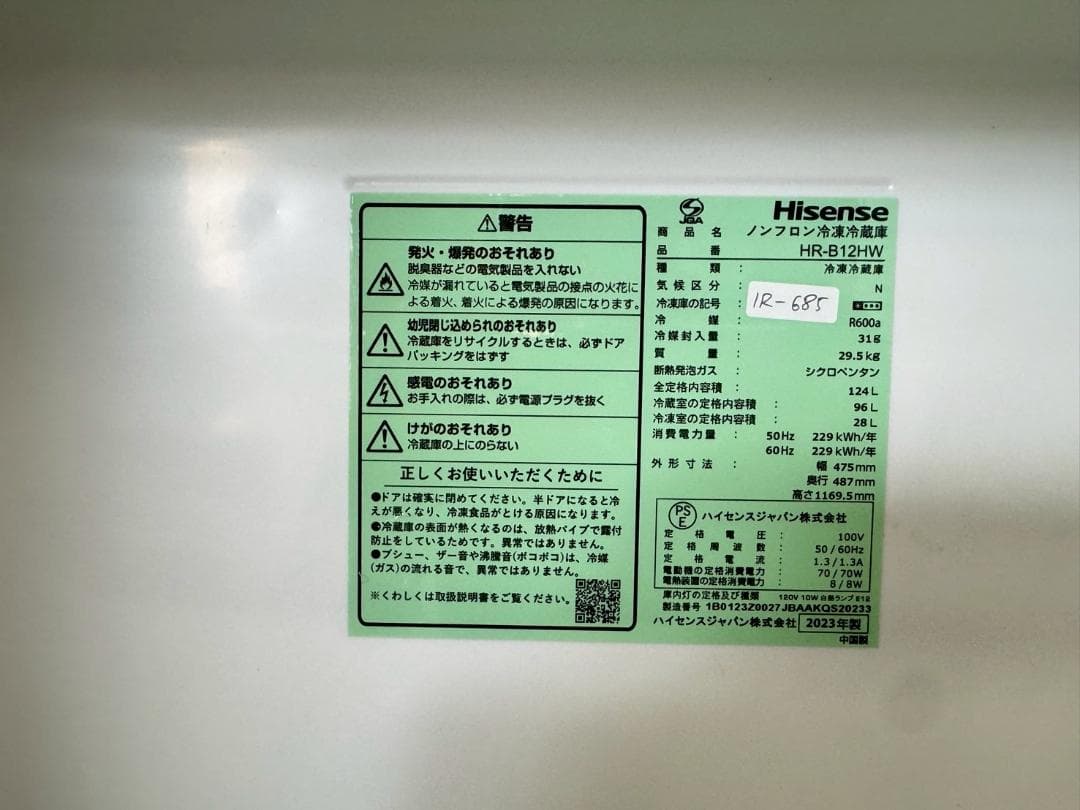 ⚠警告
発火・爆発のおそれあり
脱臭器などの電気製品を入れない
冷媒が漏れていると電気製品の接点の火花に
よる着火、着火による爆発の原因になります。
幼児閉じ込められのおそれあり
冷蔵庫をリサイクルするときは、必ずドア
パッキングをはずす
感電のおそれあり
お手入れの際は、必ず電源プラグを抜く
けがのおそれあり
冷蔵庫の上にのらない
正しくお使いいただくために
●ドアは確実に閉めてください。半ドアになると冷
えが悪くなり、冷凍食品がとける原因になります。
●冷蔵庫の表面が熱くなるのは、放熱パイプで露付
防止をしているためです。異常ではありません。
●プシュー、ザー音や沸騰音(ポコポコ)は、冷媒
(ガス)の流れる音で、異常ではありません。
※くわしくは取扱説明書をご覧ください。
JQA
Hisense
商品名 ノンフロン冷凍冷蔵庫
品番 HR-B12HW
種類 : 冷凍冷蔵庫
気候区分 : N
IR-685
冷凍庫の記号
冷媒 : R600a
冷媒封入量 : 31g
質量 : 29.5kg
断熱発泡ガス : シクロペンタン
全定格内容積 : 124L
冷蔵室の定格内容積 : 96L
冷凍室の定格内容積 : 28L
消費電力量 : 50Hz 229kWh/年
60Hz 229kWh/年
外形寸法 : 幅 475mm
奥行 487mm
高さ1169.5mm
PSE ハイセンスジャパン株式会社
定格電圧 : 100V
定格周波数 : 50/60Hz
定格電流 : 1.3/1.3A
電動機の定格消費電力 : 70/70W
電熱装置の定格消費電力 : 8/8W
庫内灯の定格及び種類 120V 10W 白熱ランプ E12
製造番号 1B0123Z0027JBAAKQS20233
ハイセンスジャパン株式会社 2023年製
中国製